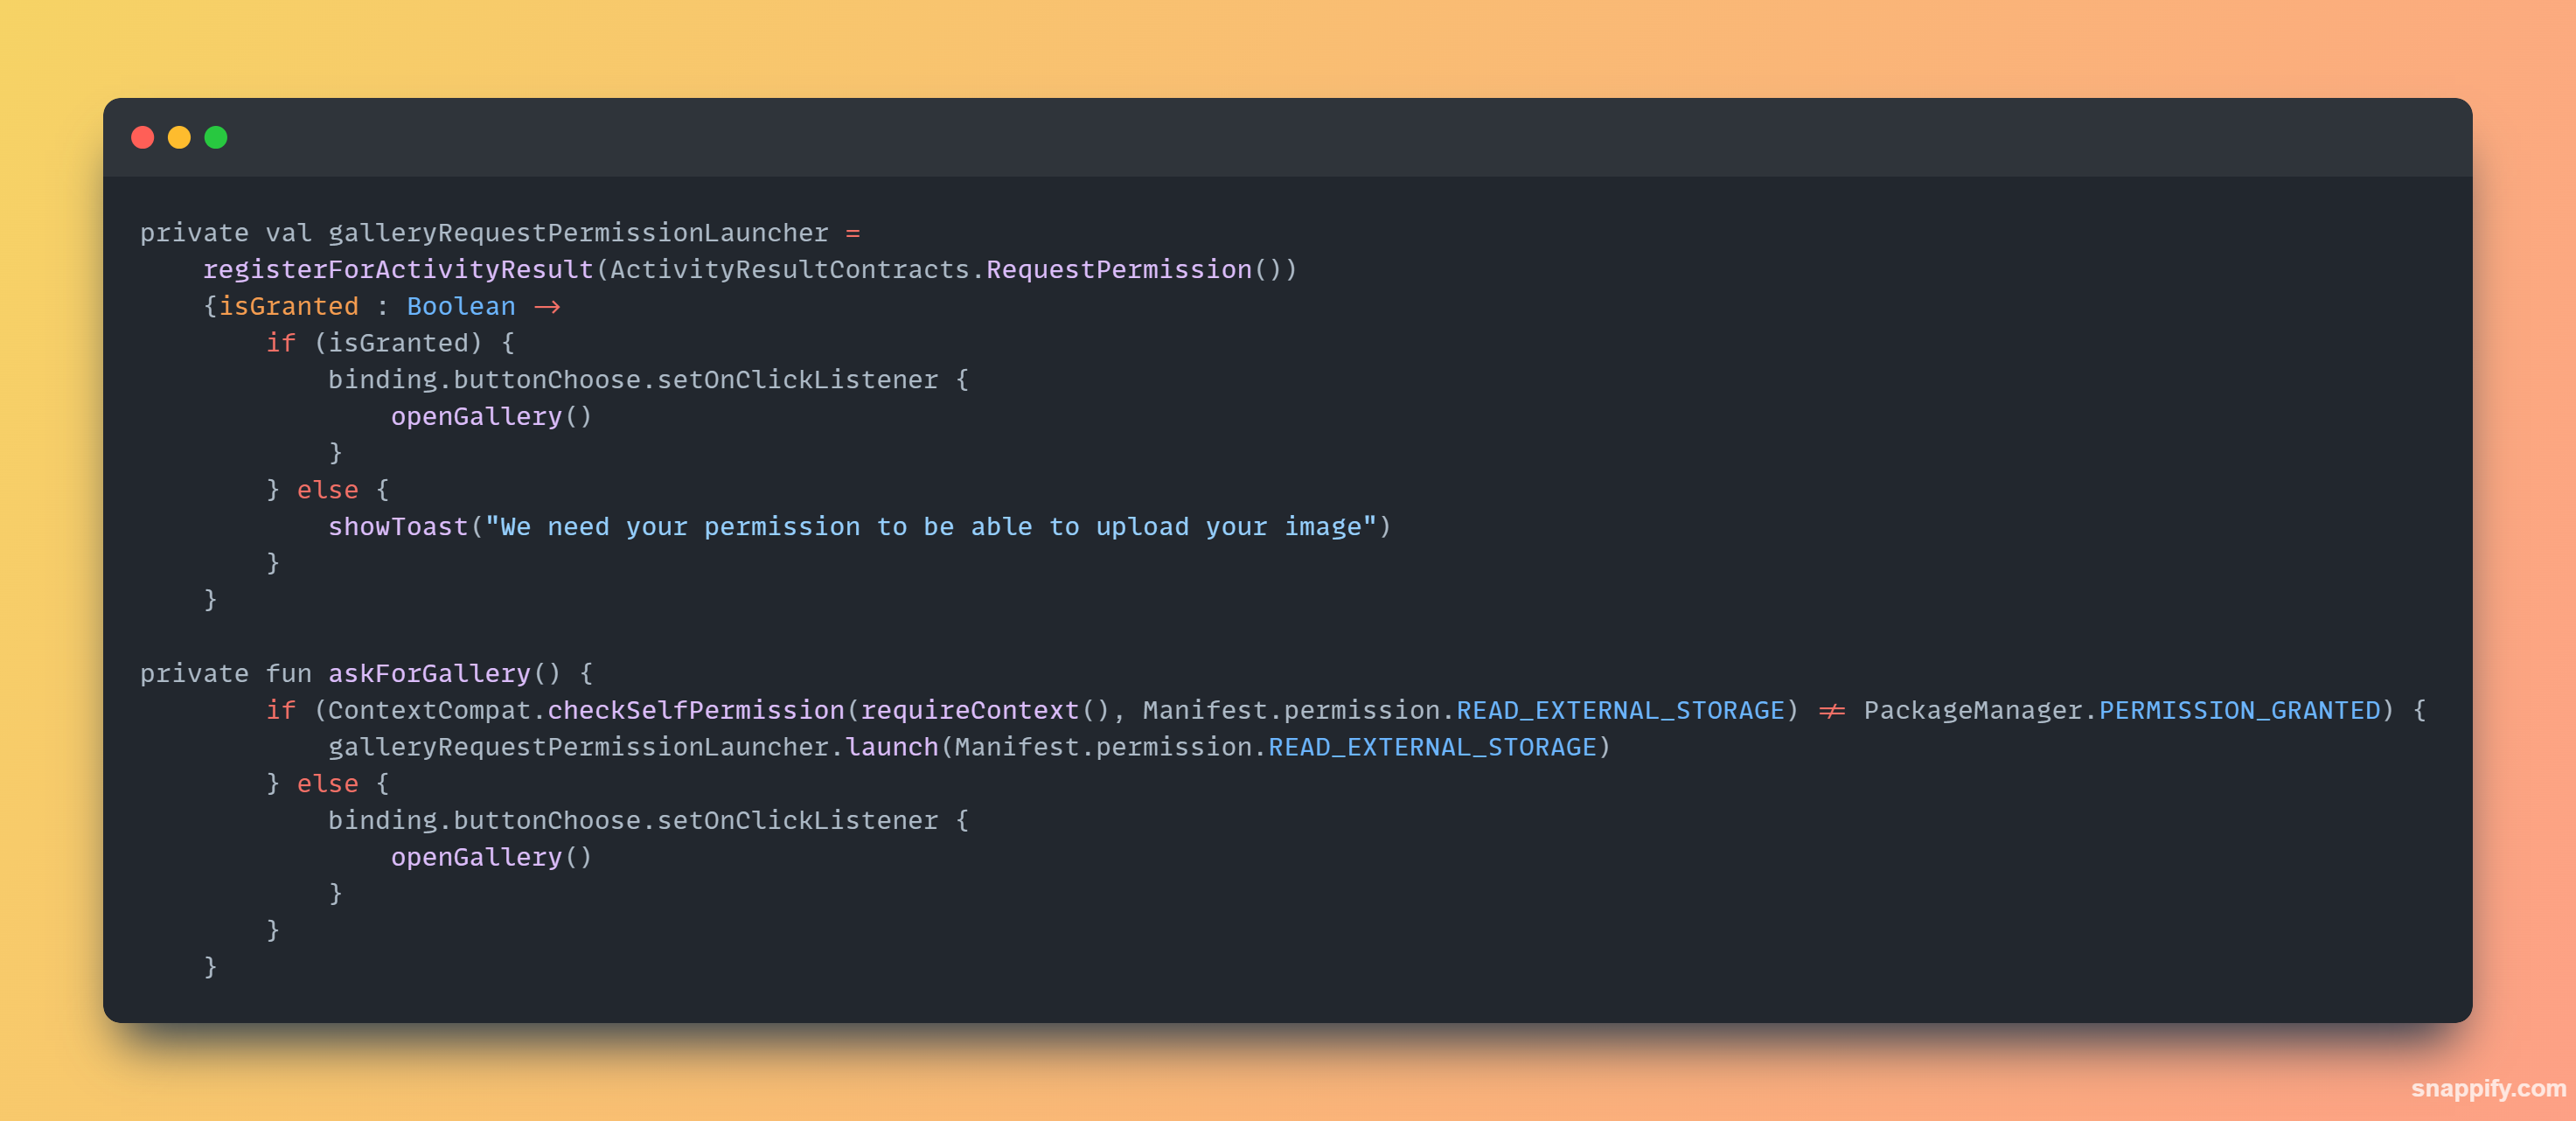 private val galleryRequestPermissionLauncher =
    registerForActivityResult(ActivityResultContracts.RequestPermission())
    {isGranted : Boolean ->
        if (isGranted) {
            binding.buttonChoose.setOnClickListener {
                openGallery()
            }
        } else {
            showToast("We need your permission to be able to upload your image")
        }
    }

private fun askForGallery() {
        if (ContextCompat.checkSelfPermission(requireContext(), Manifest.permission.READ_EXTERNAL_STORAGE) != PackageManager.PERMISSION_GRANTED) {
            galleryRequestPermissionLauncher.launch(Manifest.permission.READ_EXTERNAL_STORAGE)
        } else {
            binding.buttonChoose.setOnClickListener {
                openGallery()
            }
        }
    }
snappify.com